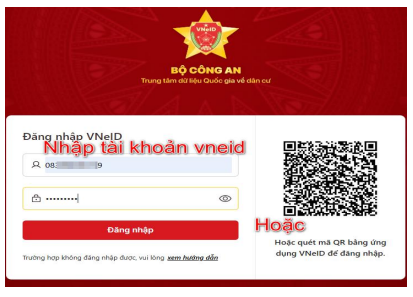 VNeID
BỘ CÔNG AN
Trung tâm dữ liệu Quốc gia về dân cư
Đăng nhập VNeID
Nhập tài khoản vneid
08 9
Đăng nhập
Trường hợp không đăng nhập được, vui lòng xem hướng dẫn
Hoặc
Hoặc quét mã QR bằng ứng
dụng VNeID để đăng nhập.